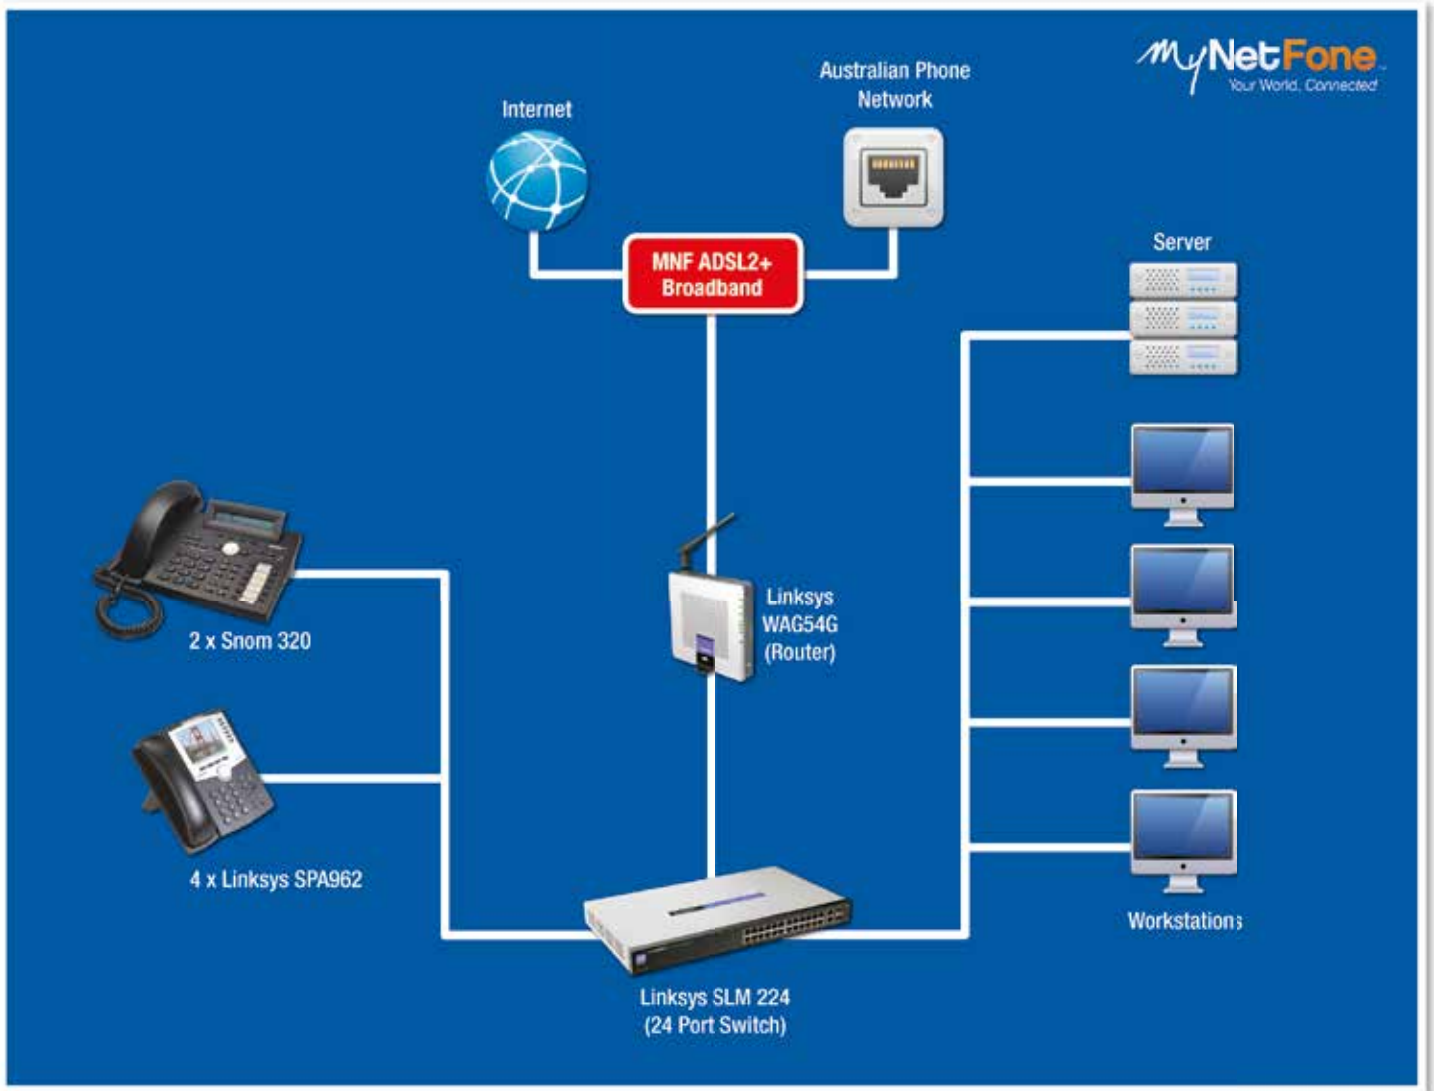 MyNetFone
Your World, Connected
Australian Phone
Network
Internet
MNF ADSL2+
Broadband
Server
Linksys
WAG54G
(Router)
2 x Snom 320
4 x Linksys SPA962
Workstations
Linksys SLM 224
(24 Port Switch)